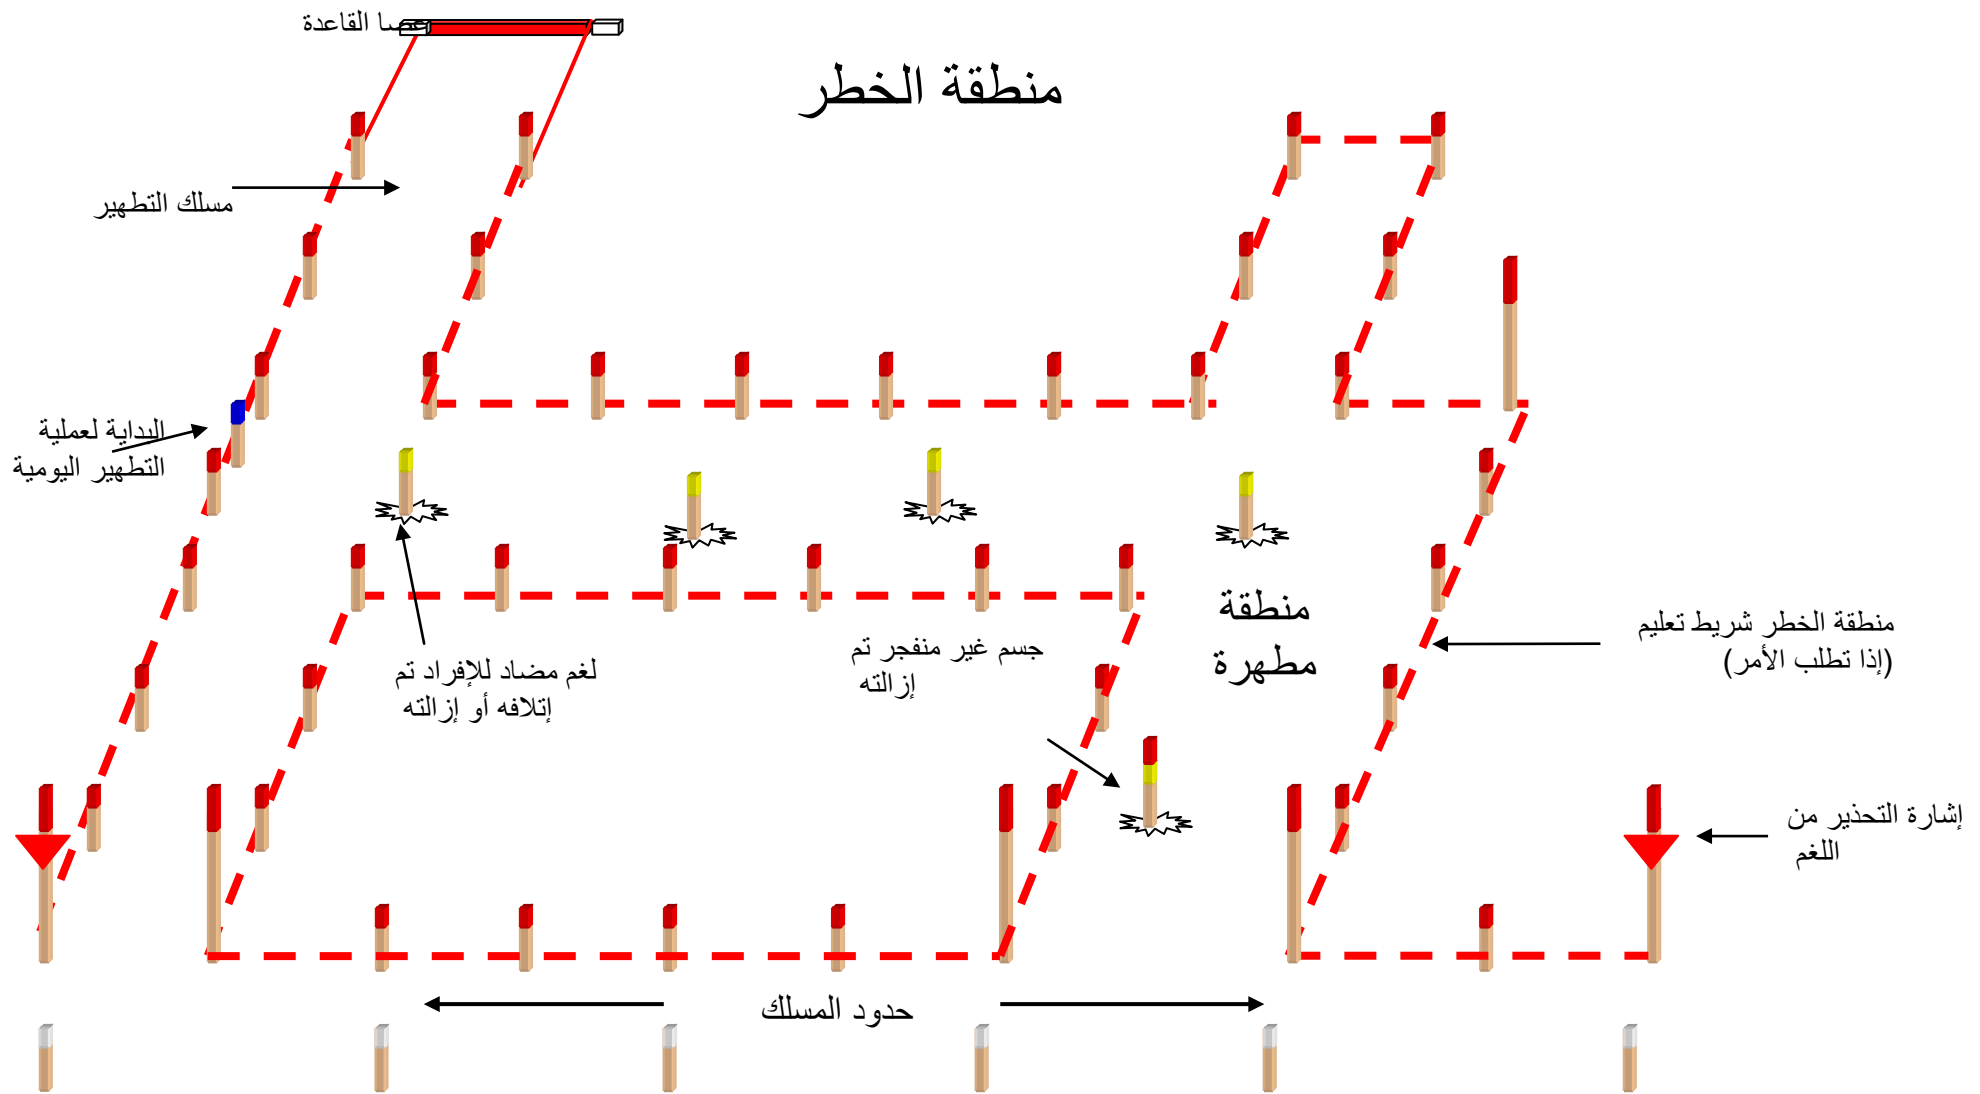 عصا القاعدة
منطقة الخطر
مسلك التطهير
البداية لعملية
التطهير اليومية
منطقة
مطهرة
منطقة الخطر شريط تعليم
(إذا تطلب الأمر)
جسم غير منفجر تم
إزالته
لغم مضاد للإفراد تم
إتلافه أو إزالته
إشارة التحذير من
اللغم
حدود المسلك